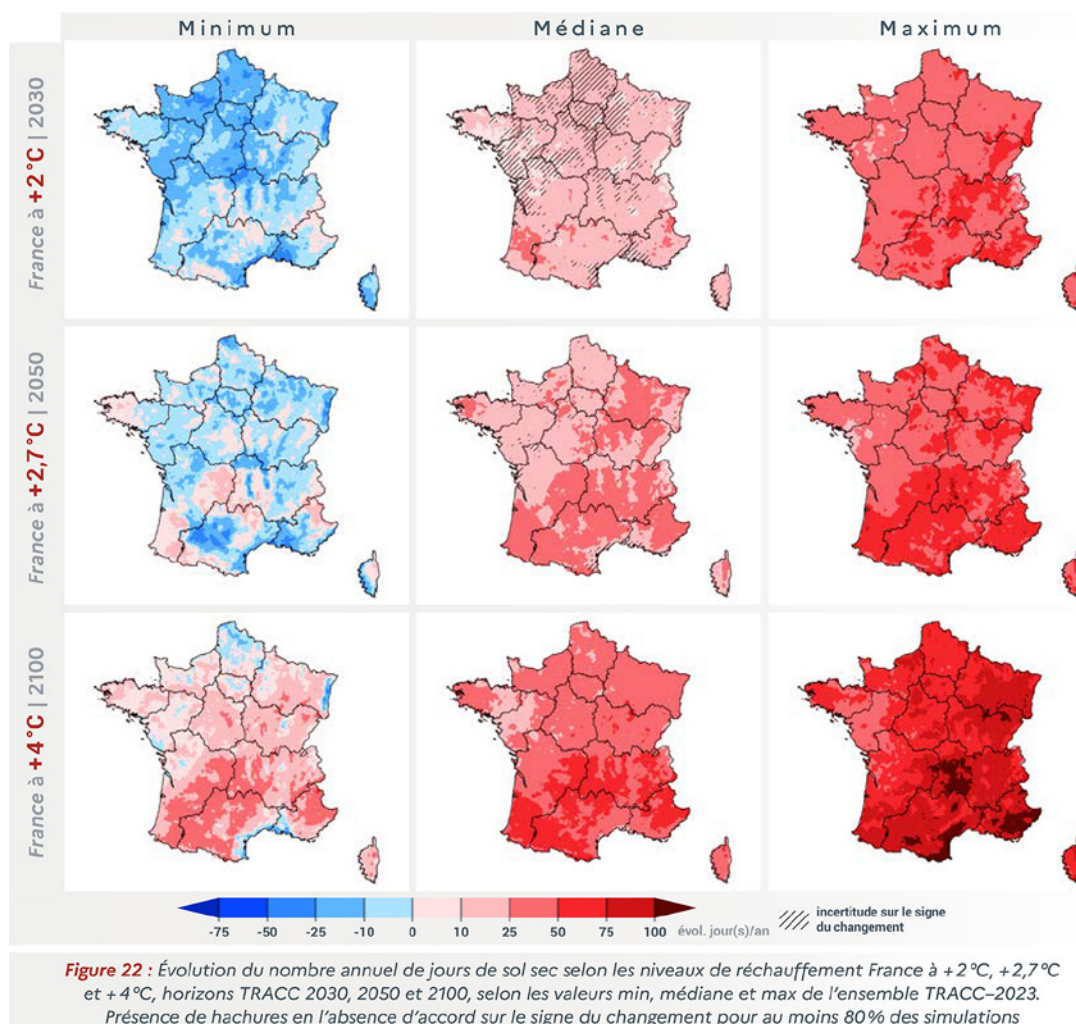 Minimum Médiane Maximum
France à +2°C | 2030
France à +2,7°C | 2050
France à +4°C | 2100
-75 -50 -25 -10 0 10 25 50 75 100 évol. jour(s)/an
incertitude sur le signe
du changement
Figure 22 : Évolution du nombre annuel de jours de sol sec selon les niveaux de réchauffement France à +2°C, +2,7°C
et +4°C, horizons TRACC 2030, 2050 et 2100, selon les valeurs min, médiane et max de l'ensemble TRACC–2023.
Présence de hachures en l'absence d'accord sur le signe du changement pour au moins 80% des simulations